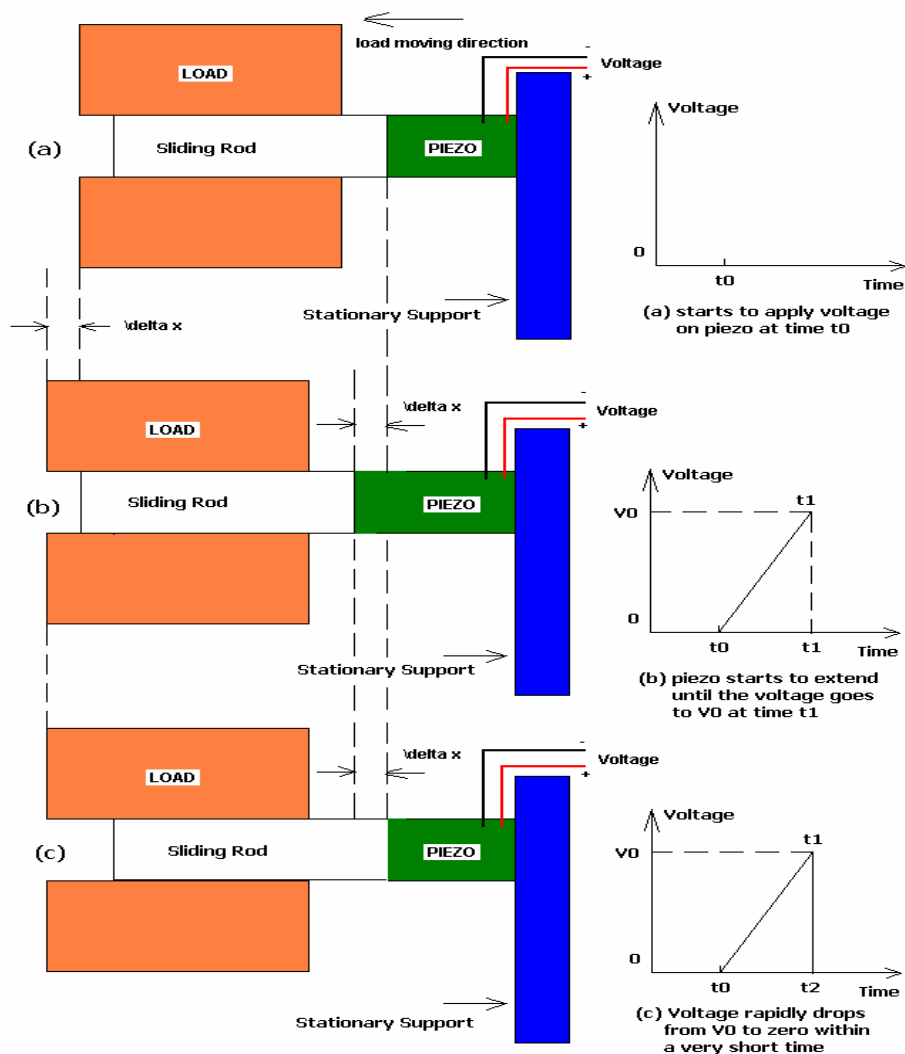 load moving direction
LOAD
-
Voltage
+
Voltage
(a)
Sliding Rod
PIEZO
0
t0
Time
Stationary Support
(a) starts to apply voltage
on piezo at time t0
\delta x
\delta x
LOAD
-
Voltage
+
Voltage
t1
V0
(b)
Sliding Rod
PIEZO
0
t0
t1
Time
Stationary Support
(b) piezo starts to extend
until the voltage goes
to V0 at time t1
\delta x
-
Voltage
+
LOAD
Voltage
t1
V0
(c)
Sliding Rod
PIEZO
0
t0
t2
Time
Stationary Support
(c) Voltage rapidly drops
from V0 to zero within
a very short time